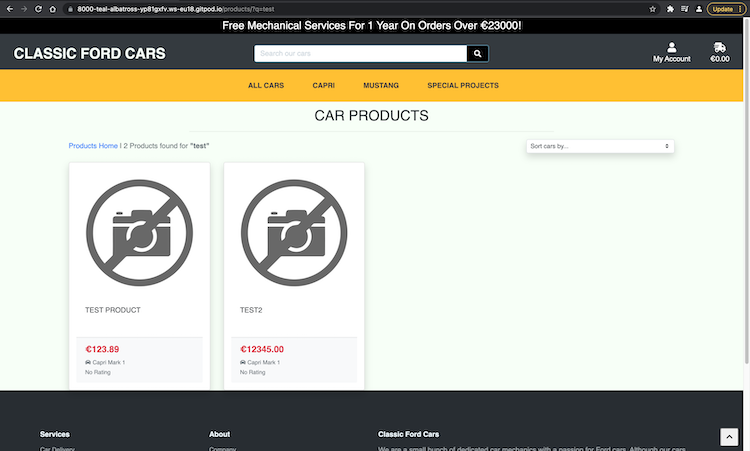 8000-teal-albatross-yp81gxfv.ws-eu18.gitpod.io/products/?q=test
Update
Free Mechanical Services For 1 Year On Orders Over €23000!
CLASSIC FORD CARS
Search our cars
My Account
€0.00
ALL CARS CAPRI MUSTANG SPECIAL PROJECTS
CAR PRODUCTS
Products Home | 2 Products found for "test"
Sort cars by...
TEST PRODUCT
€123.89
Capri Mark 1
No Rating
TEST2
€12345.00
Capri Mark 1
No Rating
Services
Car Delivery
About
Company
Classic Ford Cars
We are a small bunch of dedicated car mechanics with a passion for Ford cars. Although our cars